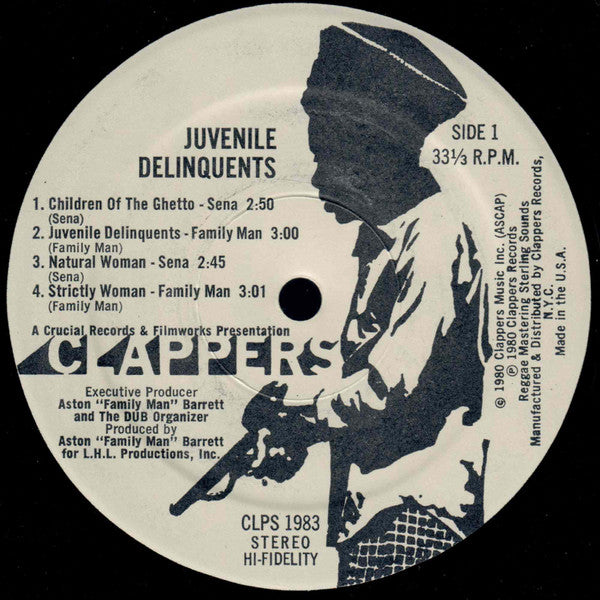 JUVENILE
DELINQUENTS
SIDE 1
33⅓ R.P.M.
1. Children Of The Ghetto - Sena 2:50
(Sena)
2. Juvenile Delinquents - Family Man 3:00
(Family Man)
3. Natural Woman - Sena 2:45
(Sena)
4. Strictly Woman - Family Man 3:01
(Family Man)
A Crucial Records & Filmworks Presentation
CLAPPERS
Executive Producer
Aston "Family Man" Barrett
and The DUB Organizer
Produced by
Aston "Family Man" Barrett
for L.H.L. Productions, Inc.
CLPS 1983
STEREO
HI-FIDELITY
© 1980 Clappers Music Inc. (ASCAP)
℗ 1980 Clappers Records
Reggae Mastering Sterling Sounds
Manufactured & Distributed by Clappers Records,
N.Y.C.
Made in the U.S.A.